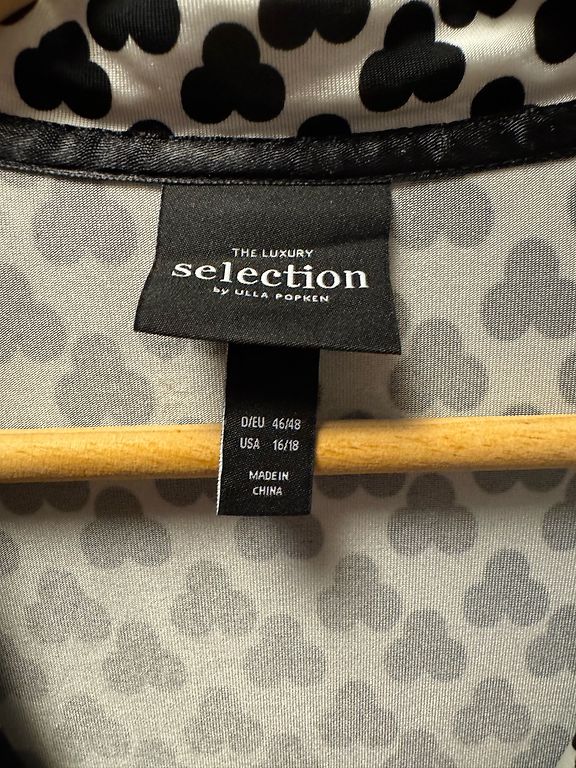 THE LUXURY
selection
by ULLA POPKEN
D/EU 46/48
USA 16/18
MADE IN
CHINA